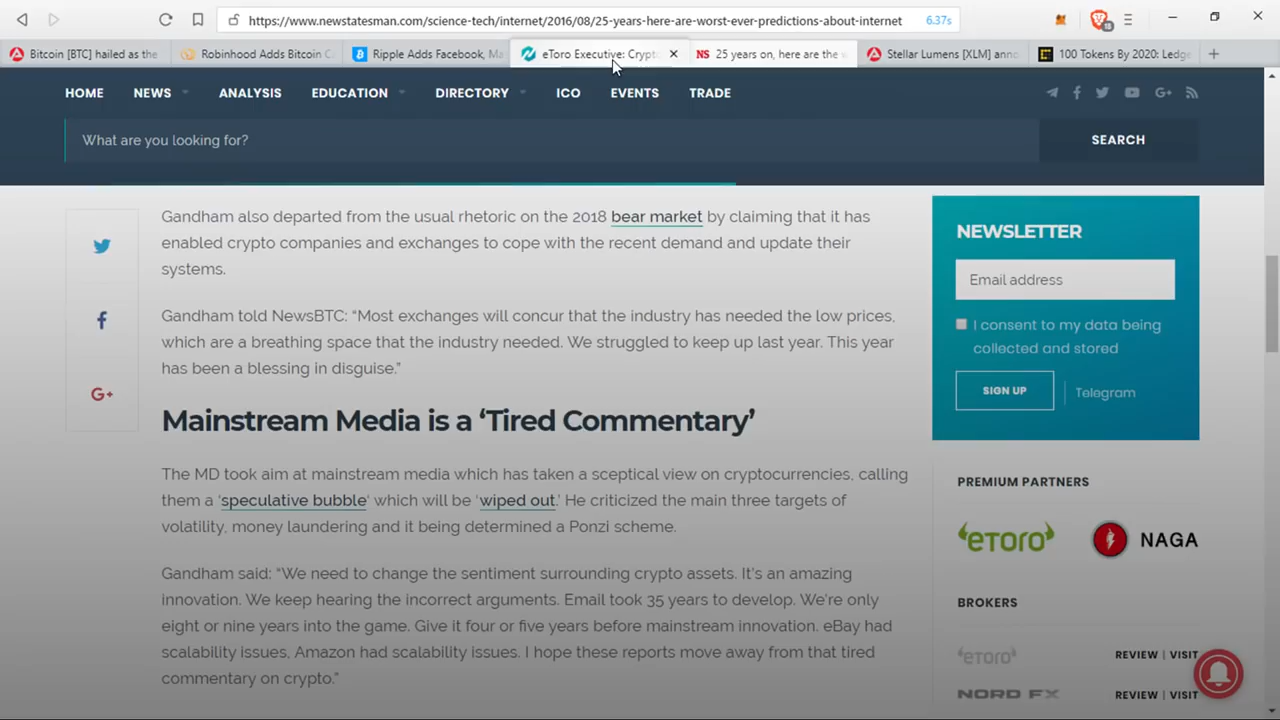 https://www.newstatesman.com/science-tech/internet/2016/08/25-years-here-are-worst-ever-predictions-about-internet 6.37s 18
Bitcoin [BTC] hailed as the Robinhood Adds Bitcoin C Ripple Adds Facebook, Ma eToro Executive: Crypt NS 25 years on, here are the Stellar Lumens [XLM] ann 100 Tokens By 2020: Ledge
HOME NEWS ANALYSIS EDUCATION DIRECTORY ICO EVENTS TRADE
What are you looking for? SEARCH
Gandham also departed from the usual rhetoric on the 2018 bear market by claiming that it has
enabled crypto companies and exchanges to cope with the recent demand and update their
systems.
Gandham told NewsBTC: “Most exchanges will concur that the industry has needed the low prices,
which are a breathing space that the industry needed. We struggled to keep up last year. This year
has been a blessing in disguise.”
Mainstream Media is a ‘Tired Commentary’
The MD took aim at mainstream media which has taken a sceptical view on cryptocurrencies, calling
them a ‘speculative bubble‘ which will be ‘wiped out.’ He criticized the main three targets of
volatility, money laundering and it being determined a Ponzi scheme.
Gandham said: “We need to change the sentiment surrounding crypto assets. It’s an amazing
innovation. We keep hearing the incorrect arguments. Email took 35 years to develop. We’re only
eight or nine years into the game. Give it four or five years before mainstream innovation. eBay had
scalability issues, Amazon had scalability issues. I hope these reports move away from that tired
commentary on crypto.”
NEWSLETTER
Email address
I consent to my data being
collected and stored
SIGN UP Telegram
PREMIUM PARTNERS
eToro NAGA
BROKERS
eToro REVIEW | VISIT
NORD FX REVIEW | VISIT